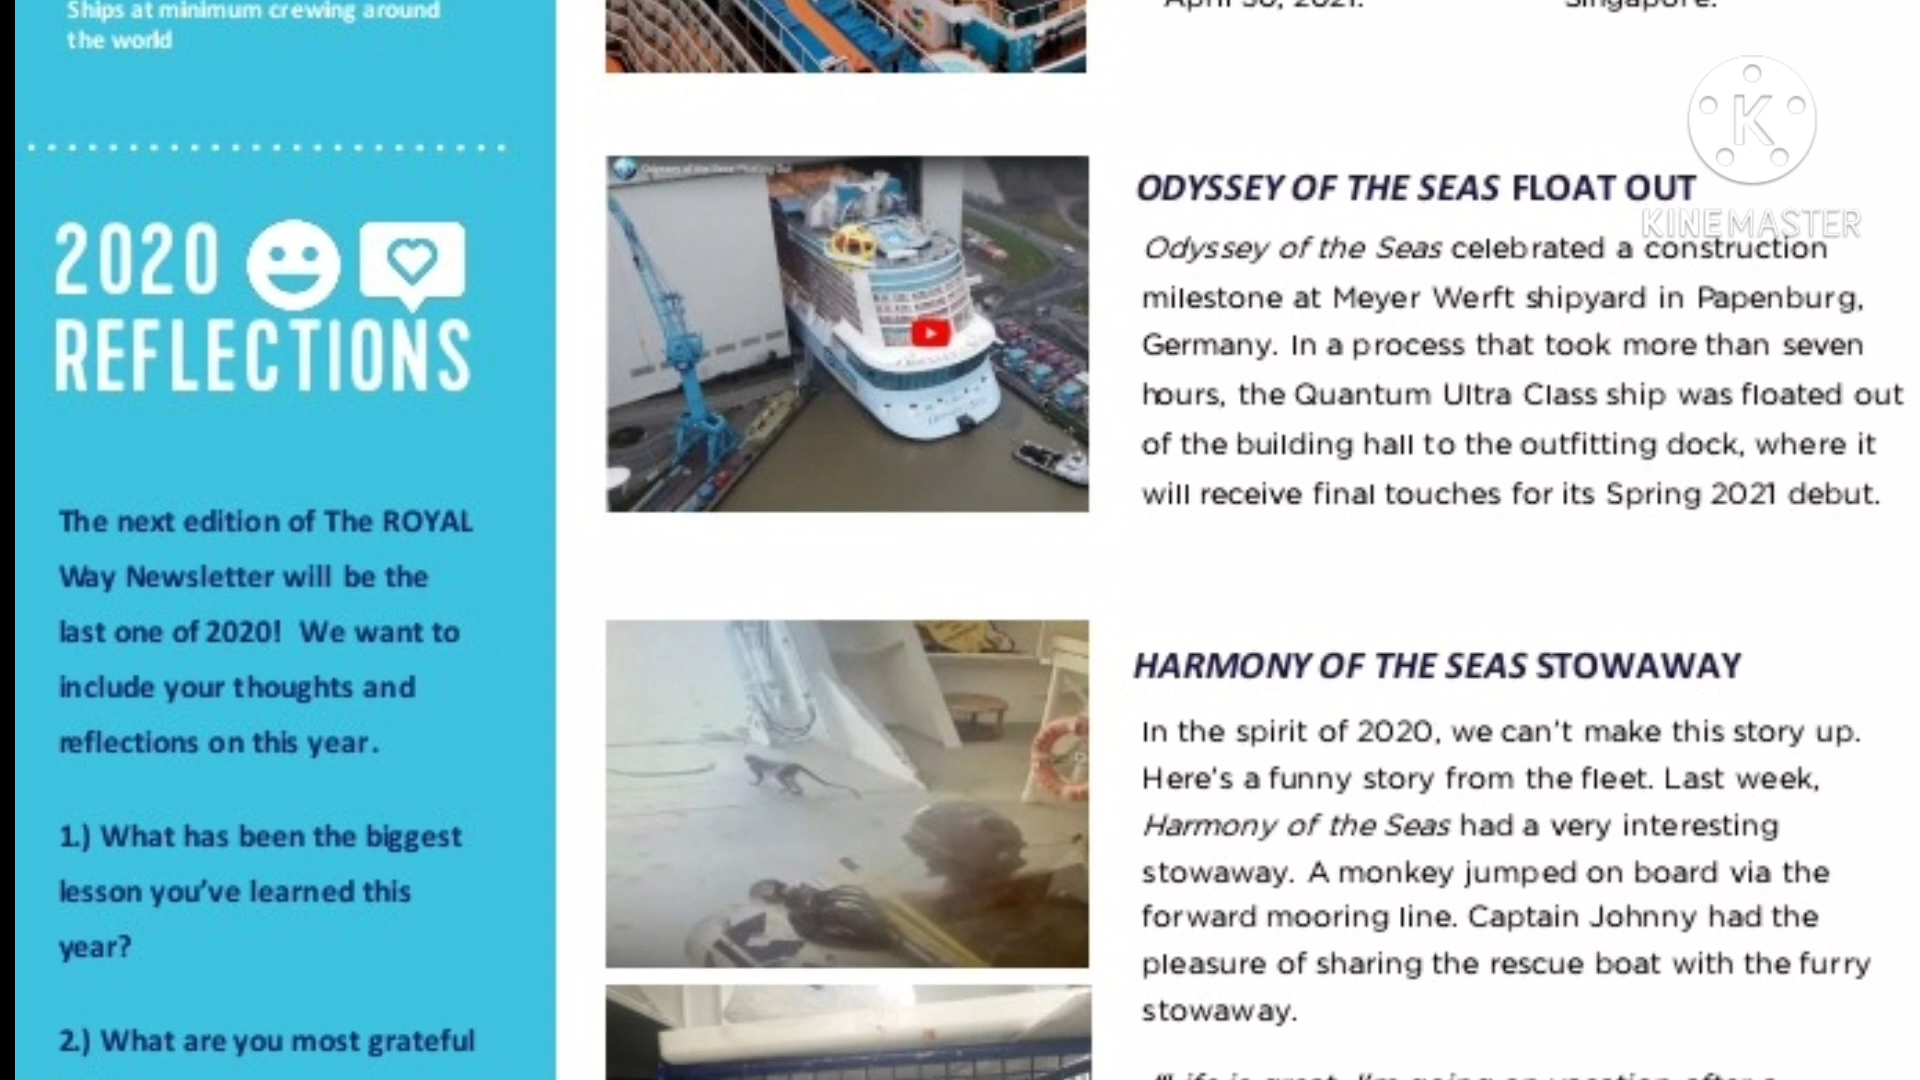 Ships at minimum crewing around
the world
2020
REFLECTIONS
The next edition of The ROYAL
Way Newsletter will be the
last one of 2020! We want to
include your thoughts and
reflections on this year.
1.) What has been the biggest
lesson you've learned this
year?
2.) What are you most grateful
April 30, 2021.
Singapore.
K
KINEMASTER
ODYSSEY OF THE SEAS FLOAT OUT
Odyssey of the Seas celebrated a construction
milestone at Meyer Werft shipyard in Papenburg,
Germany. In a process that took more than seven
hours, the Quantum Ultra Class ship was floated out
of the building hall to the outfitting dock, where it
will receive final touches for its Spring 2021 debut.
HARMONY OF THE SEAS STOWAWAY
In the spirit of 2020, we can't make this story up.
Here's a funny story from the fleet. Last week,
Harmony of the Seas had a very interesting
stowaway. A monkey jumped on board via the
forward mooring line. Captain Johnny had the
pleasure of sharing the rescue boat with the furry
stowaway.